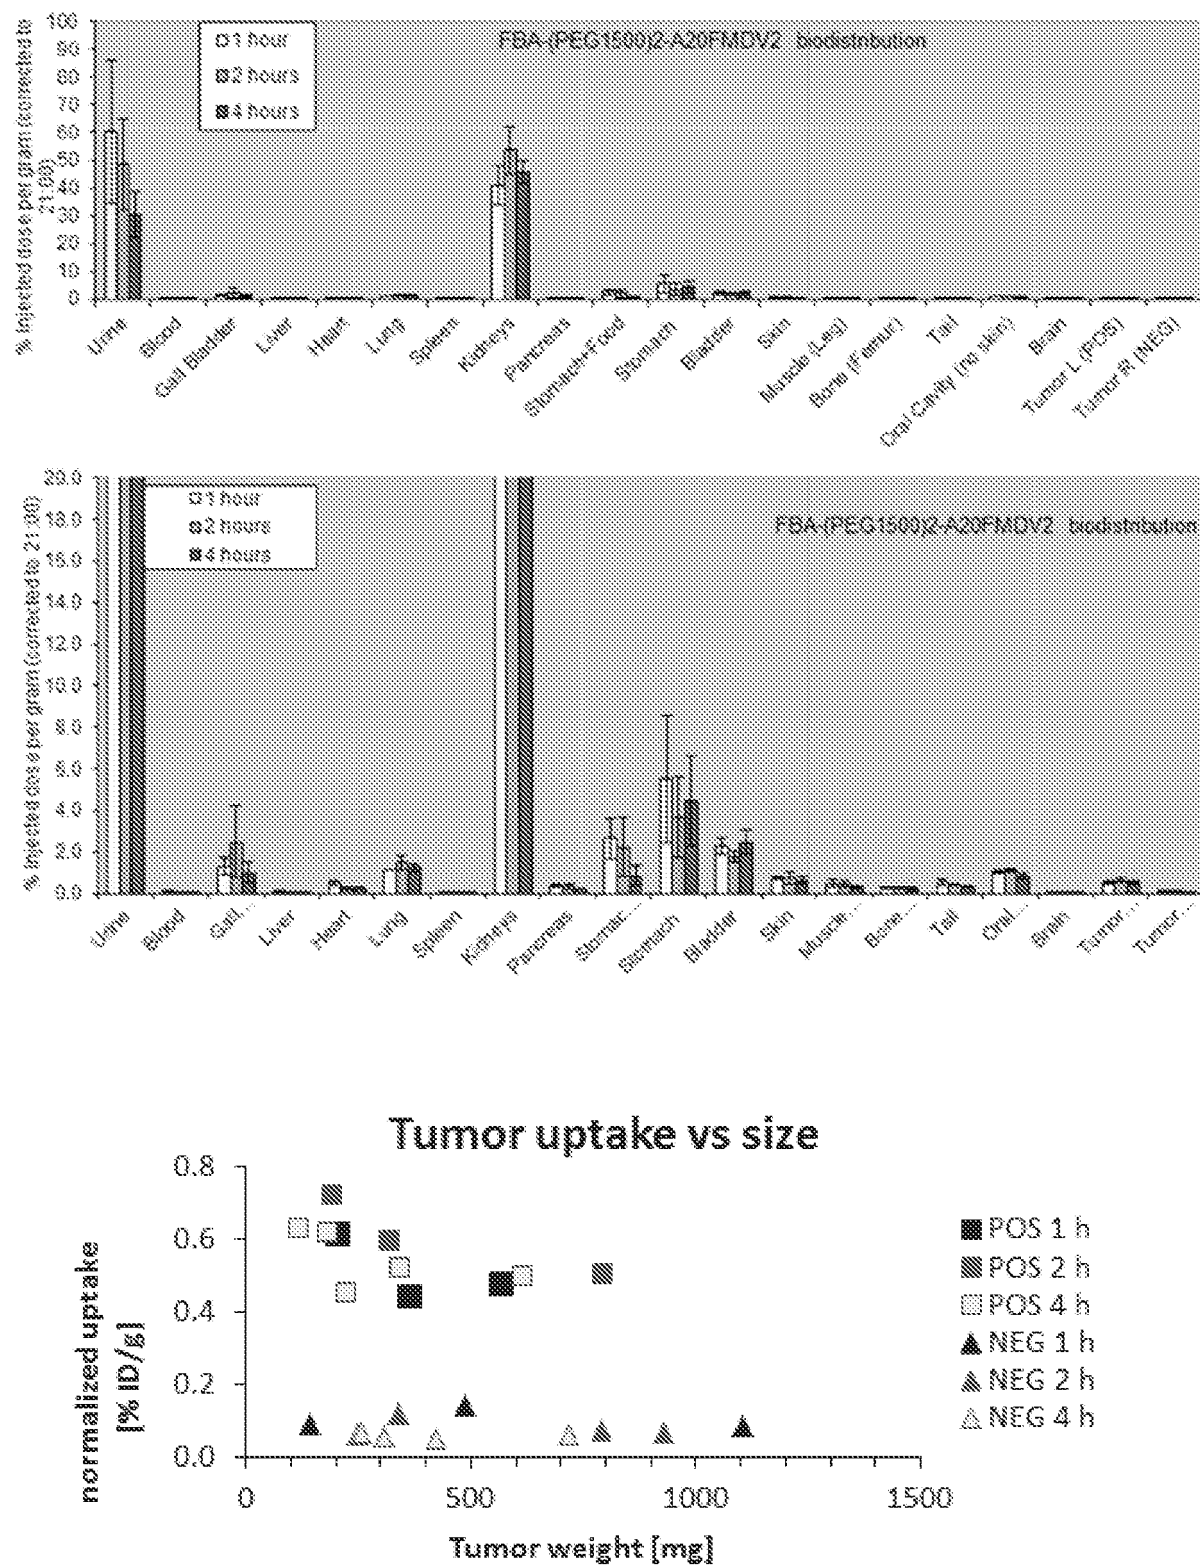 % Injected dose per gram (corrected to
21:00)
100
90
80
70
60
50
40
30
20
10
0
1 hour
2 hours
4 hours
FBA-(PEG1500)2-A20FMDV2 biodistribution
Urine
Blood
Gall Bladder
Liver
Heart
Lung
Spleen
Kidneys
Pancreas
Stomach+Food
Stomach
Bladder
Skin
Muscle (Leg)
Bone (Femur)
Tail
Oral Cavity (no skin)
Brain
Tumor L (POS)
Tumor R (NEG)
% Injected dose per gram (corrected to 21:00)
20.0
18.0
16.0
14.0
12.0
10.0
8.0
6.0
4.0
2.0
0.0
1 hour
2 hours
4 hours
FBA-(PEG1500)2-A20FMDV2 biodistribution
Urine
Blood
Gall...
Liver
Heart
Lung
Spleen
Kidneys
Pancreas
Stomac...
Stomach
Bladder
Skin
Muscle...
Bone...
Tail
Oral...
Brain
Tumor...
Tumor...
Tumor uptake vs size
normalized uptake
[% ID/g]
0.8
0.6
0.4
0.2
0.0
0
500
1000
1500
Tumor weight [mg]
POS 1 h
POS 2 h
POS 4 h
NEG 1 h
NEG 2 h
NEG 4 h